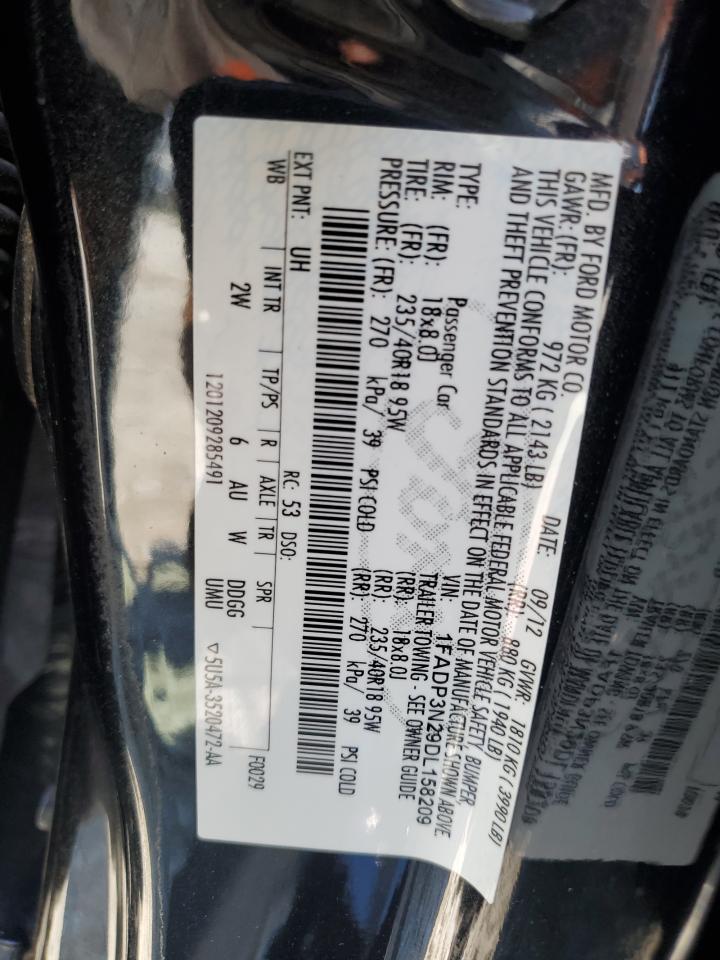 MFD. BY FORD MOTOR CO. DATE: 09/12 GVWR: 1810 KG ( 3990 LB)
GAWR: (FR): 972 KG ( 2143 LB) (RR): 880 KG ( 1940 LB)
THIS VEHICLE CONFORMS TO ALL APPLICABLE FEDERAL MOTOR VEHICLE SAFETY, BUMPER,
AND THEFT PREVENTION STANDARDS IN EFFECT ON THE DATE OF MANUFACTURE SHOWN ABOVE
VIN: 1FADP3N29DL158209
TYPE: Passenger Car TRAILER TOWING - SEE OWNER GUIDE
RIM: (FR): 18x8.0J (RR): 18x8.0J
TIRE: (FR): 235/40R18 95W (RR): 235/40R18 95W
PRESSURE: (FR): 270 kPa/ 39 PSI COLD (RR): 270 kPa/ 39 PSI COLD
EXT PNT: UH RC: 53 DSO:
WB INT TR TP/PS R AXLE TR SPR F0029
2W 6 AU W DDGG
1201209285491 UMU ▽5U5A-3520472-AA